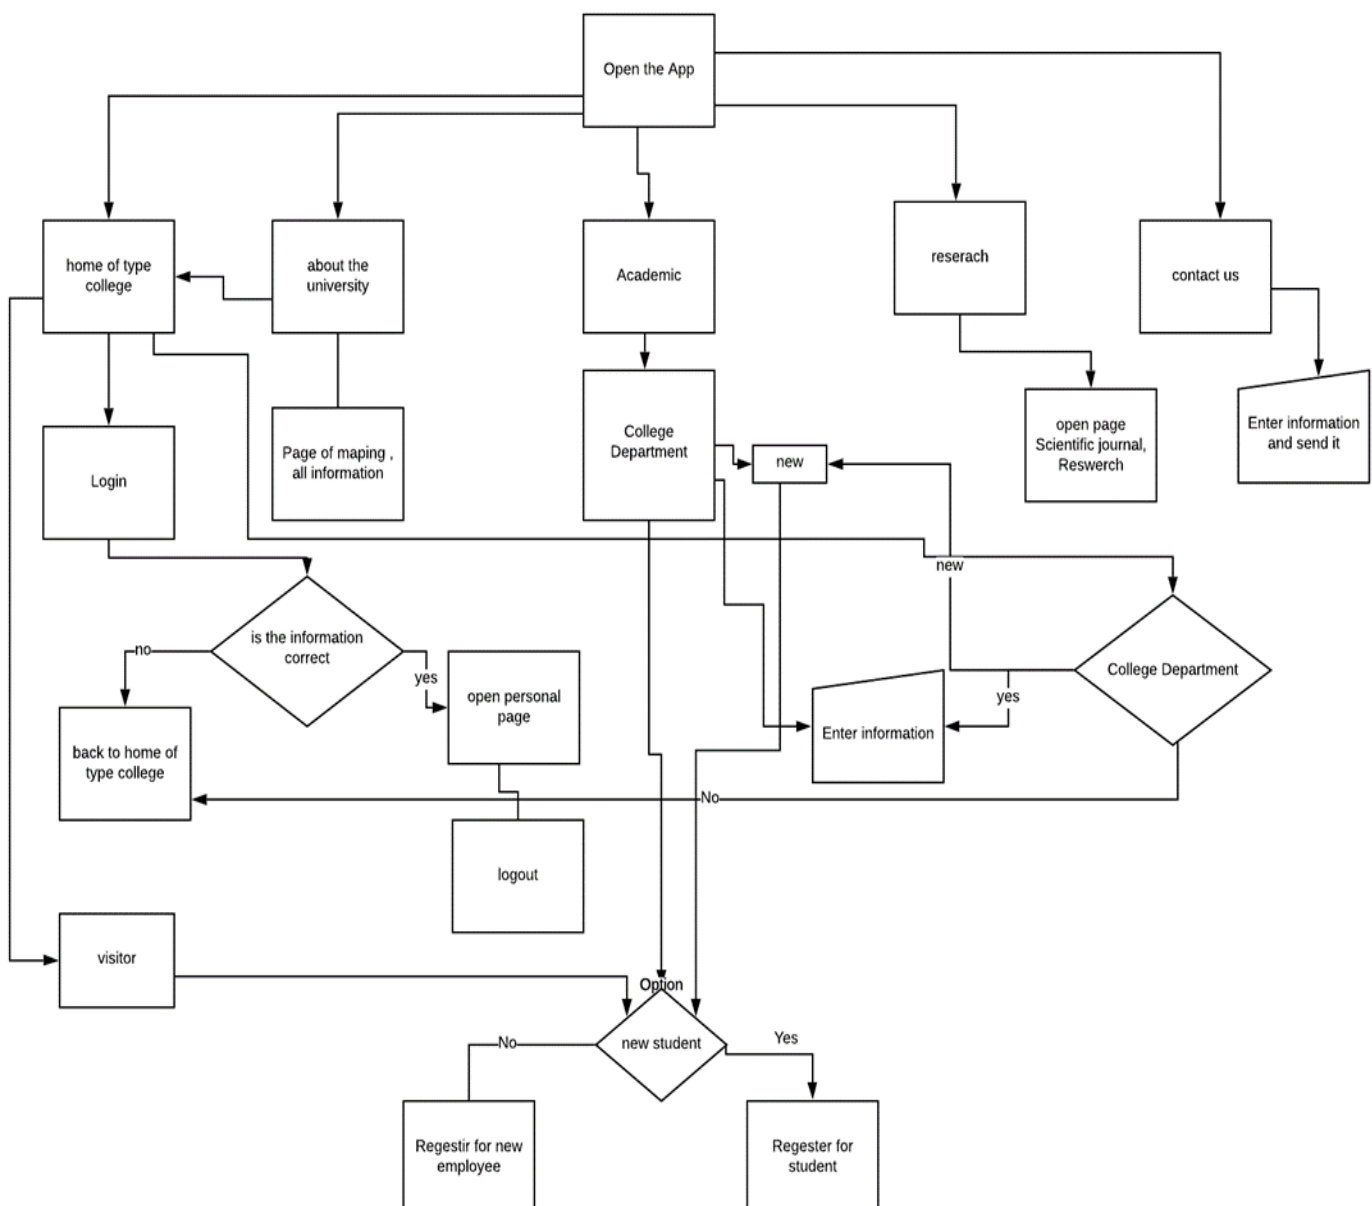 Open the App
home of type
college
about the
university
Academic
reserach
contact us
College
Department
new
open page
Scientific journal,
Reswerch
Enter information
and send it
Login
Page of maping ,
all information
new
is the information
correct
no
yes
open personal
page
College Department
yes
Enter information
back to home of
type college
No
logout
visitor
Option
new student
No
Yes
Regestir for new
employee
Regester for
student